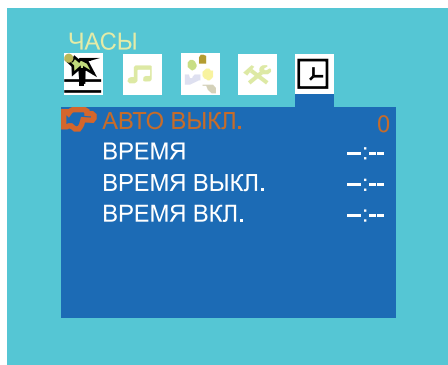 ЧАСЫ
АВТО ВЫКЛ. 0
ВРЕМЯ --:--
ВРЕМЯ ВЫКЛ. --:--
ВРЕМЯ ВКЛ. --:--